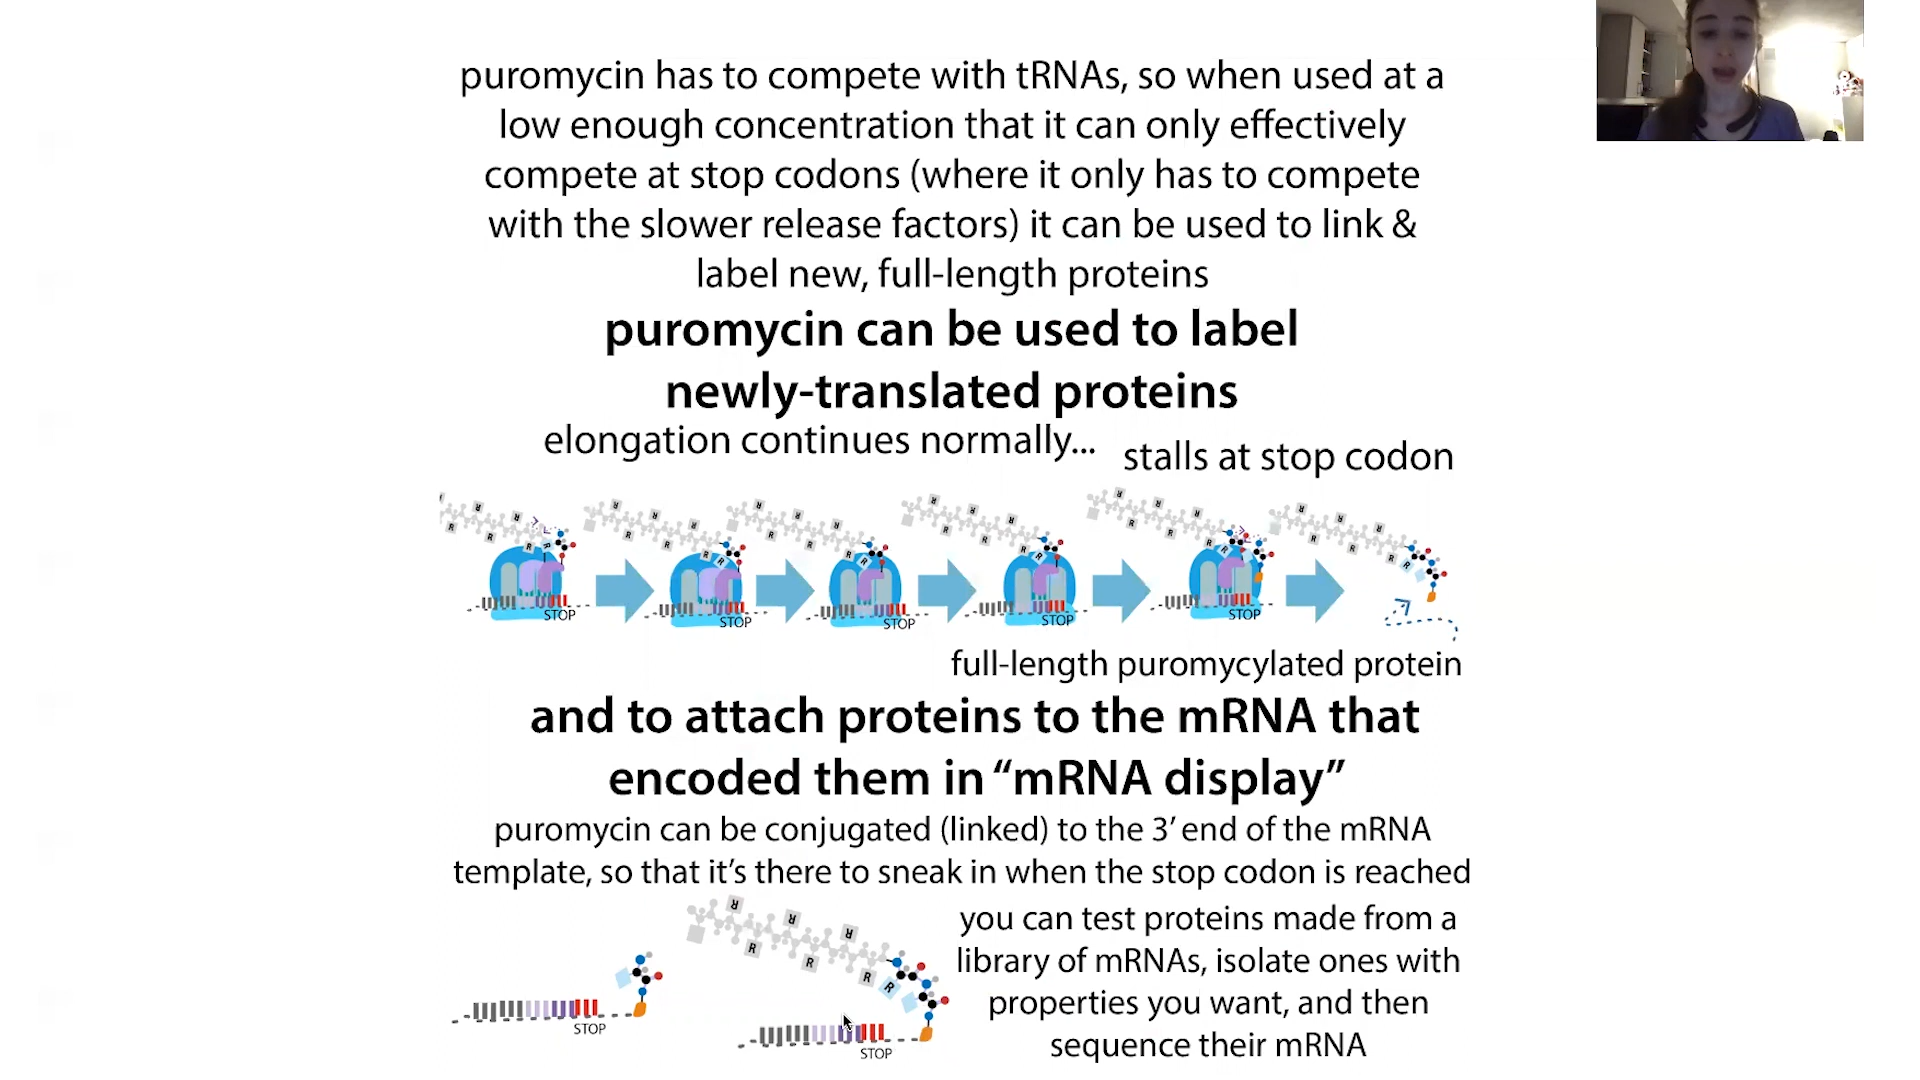 puromycin has to compete with tRNAs, so when used at a
low enough concentration that it can only effectively
compete at stop codons (where it only has to compete
with the slower release factors) it can be used to link &
label new, full-length proteins
puromycin can be used to label
newly-translated proteins
elongation continues normally...
stalls at stop codon
R R R R R R
R R R R R R R
R R R R R R R
R R R R R R R
R R R R R R R
R R R R R R R
STOP
STOP
STOP
STOP
STOP
full-length puromycylated protein
and to attach proteins to the mRNA that
encoded them in “mRNA display”
puromycin can be conjugated (linked) to the 3’ end of the mRNA
template, so that it’s there to sneak in when the stop codon is reached
R R R R R R R
STOP
STOP
you can test proteins made from a
library of mRNAs, isolate ones with
properties you want, and then
sequence their mRNA